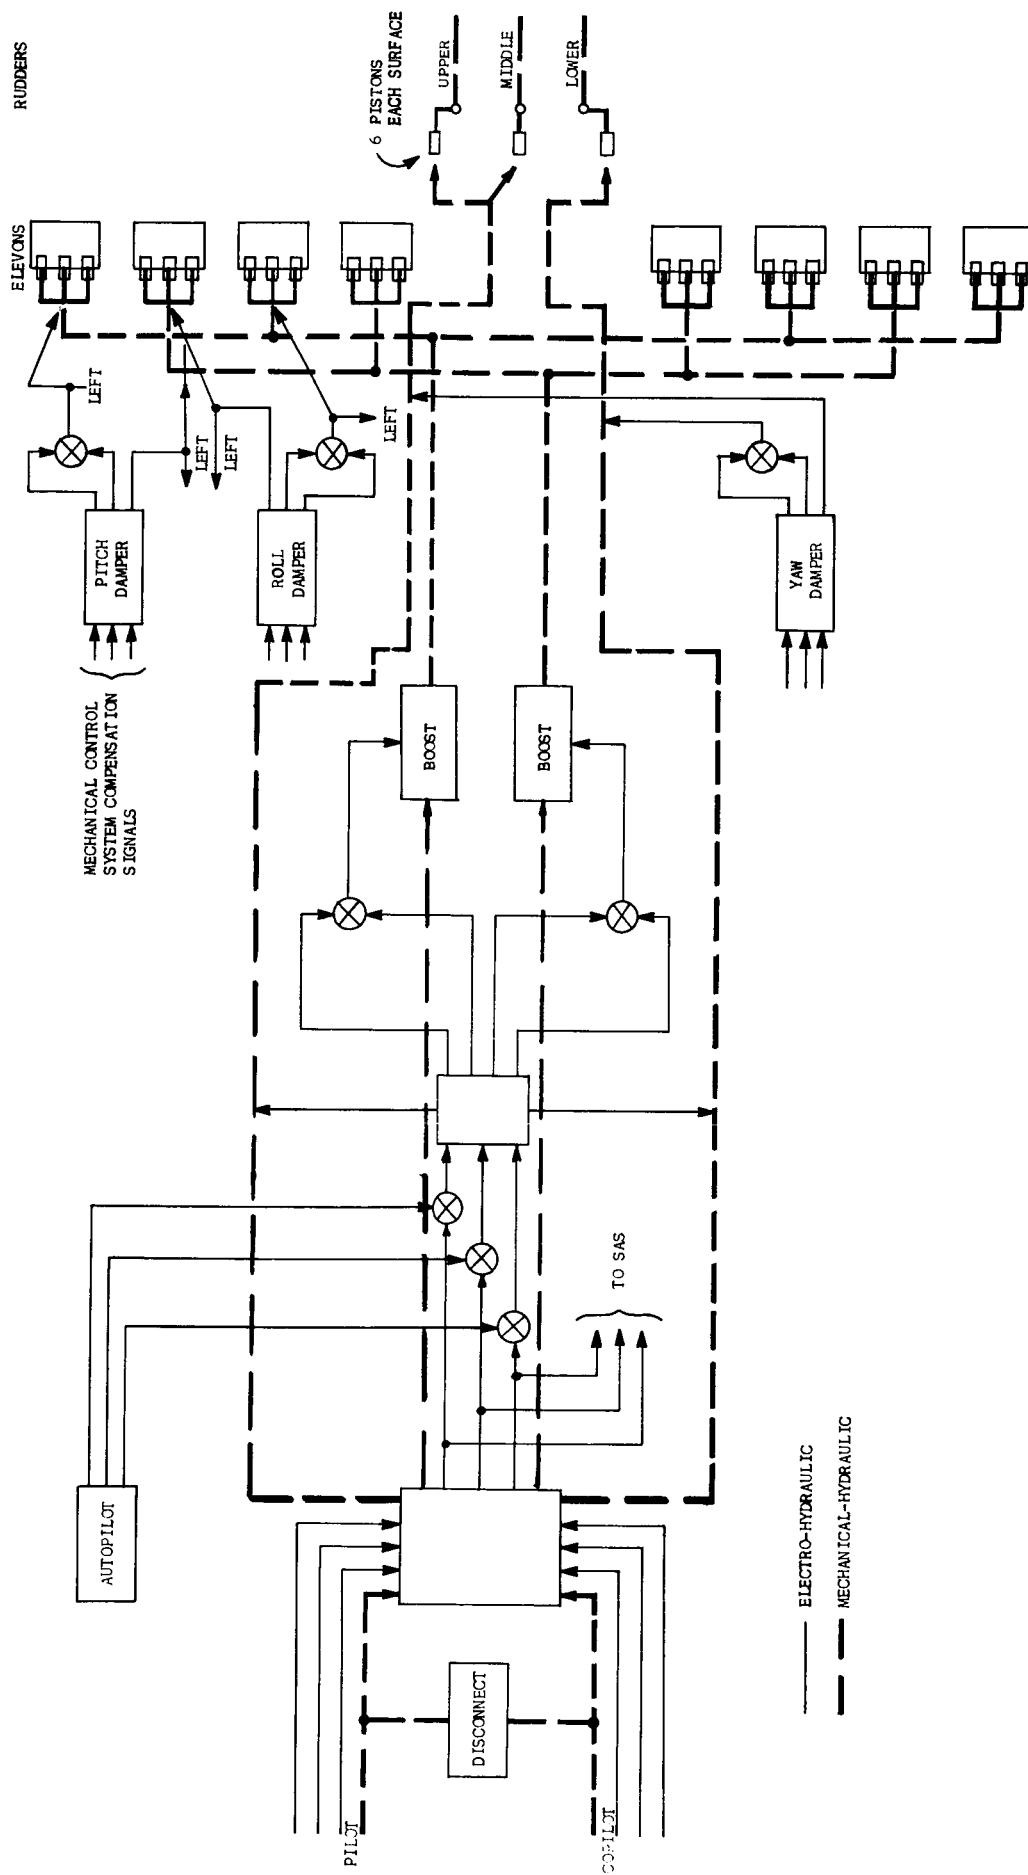 RUDDERS
6 PISTONS
EACH SURFACE
UPPER
MIDDLE
LOWER
ELEVONS
LEFT
LEFT
LEFT
LEFT
PITCH
DAMPER
ROLL
DAMPER
YAW
DAMPER
MECHANICAL CONTROL
SYSTEM COMPENSATION
SIGNALS
BOOST
BOOST
TO SAS
AUTOPILOT
DISCONNECT
PILOT
COPILOT
ELECTRO-HYDRAULIC
MECHANICAL-HYDRAULIC